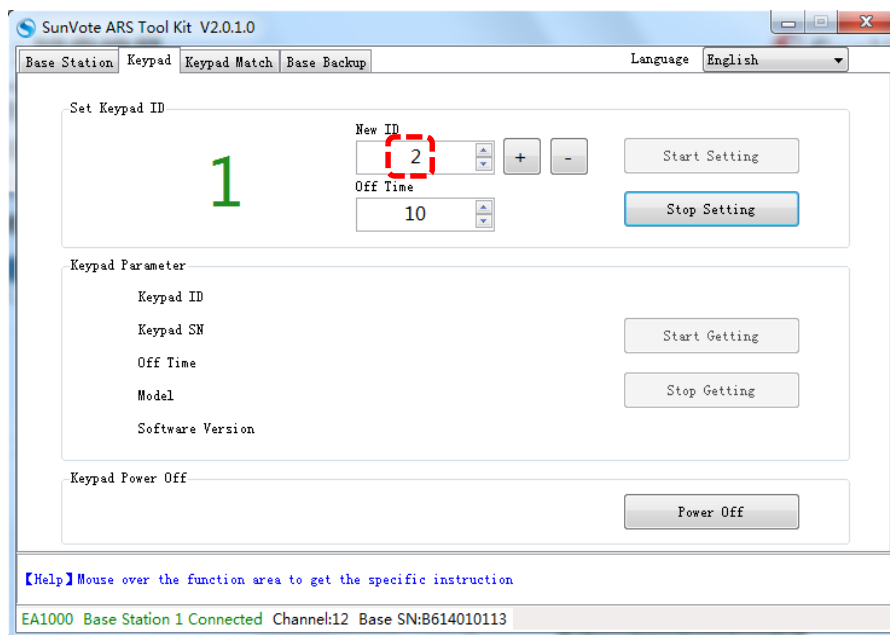 SunVote ARS Tool Kit V2.0.1.0
Base Station Keypad Keypad Match Base Backup Language English
Set Keypad ID
1
New ID
2 + - Start Setting
Off Time
10 Stop Setting
Keypad Parameter
Keypad ID
Keypad SN
Start Getting
Off Time
Model
Stop Getting
Software Version
Keypad Power Off
Power Off
【Help】Mouse over the function area to get the specific instruction
EA1000 Base Station 1 Connected Channel:12 Base SN:B614010113